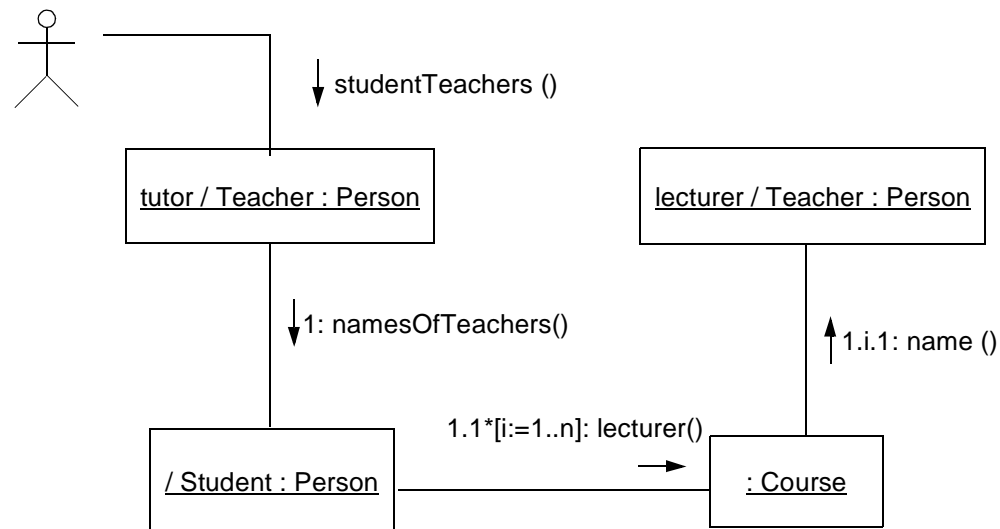 studentTeachers ()
tutor / Teacher : Person
lecturer / Teacher : Person
1: namesOfTeachers()
1.i.1: name ()
1.1*[i:=1..n]: lecturer()
/ Student : Person
: Course